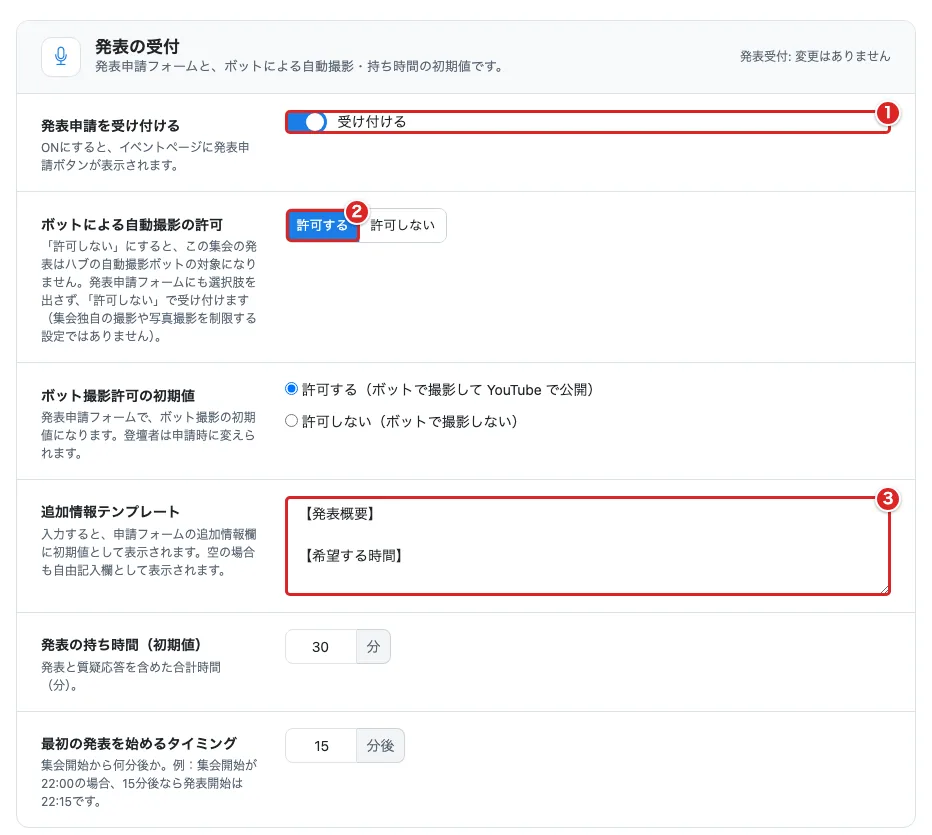 発表の受付
発表申請フォームと、ボットによる自動撮影・持ち時間の初期値です。
発表受付: 変更はありません
発表申請を受け付ける
ONにすると、イベントページに発表申
請ボタンが表示されます。
受け付ける
1
ボットによる自動撮影の許可
「許可しない」にすると、この集会の発
表はハブの自動撮影ボットの対象になり
ません。発表申請フォームにも選択肢を
出さず、「許可しない」で受け付けます
（集会独自の撮影や写真撮影を制限する
設定ではありません）。
許可する
2
許可しない
ボット撮影許可の初期値
発表申請フォームで、ボット撮影の初期
値になります。登壇者は申請時に変えら
れます。
許可する（ボットで撮影して YouTube で公開）
許可しない（ボットで撮影しない）
追加情報テンプレート
入力すると、申請フォームの追加情報欄
に初期値として表示されます。空の場合
も自由記入欄として表示されます。
3
【発表概要】
【希望する時間】
発表の持ち時間（初期値）
発表と質疑応答を含めた合計時間
（分）。
30 分
最初の発表を始めるタイミング
集会開始から何分後か。例：集会開始が
22:00の場合、15分後なら発表開始は
22:15です。
15 分後